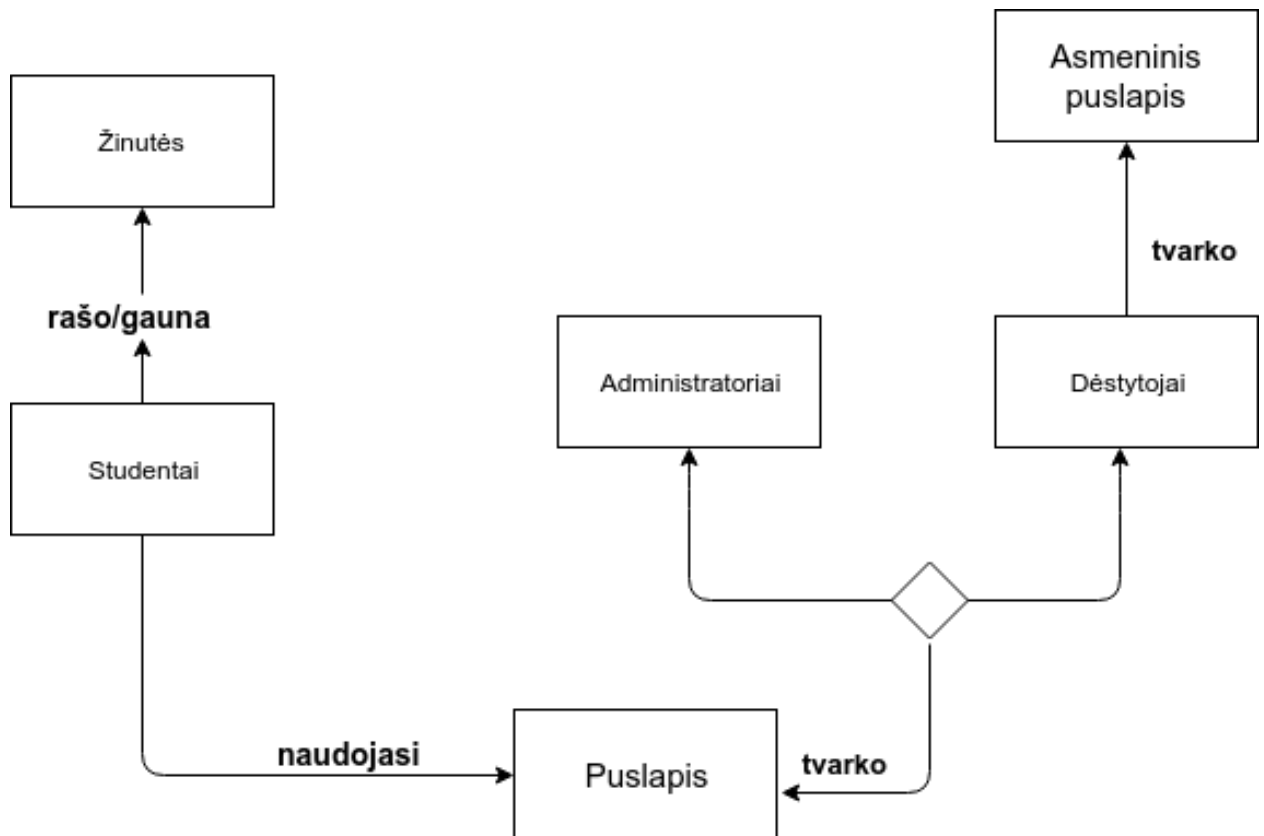 Asmeninis
puslapis
Žinutės
tvarko
rašo/gauna
Administratoriai
Dėstytojai
Studentai
naudojasi
Puslapis
tvarko